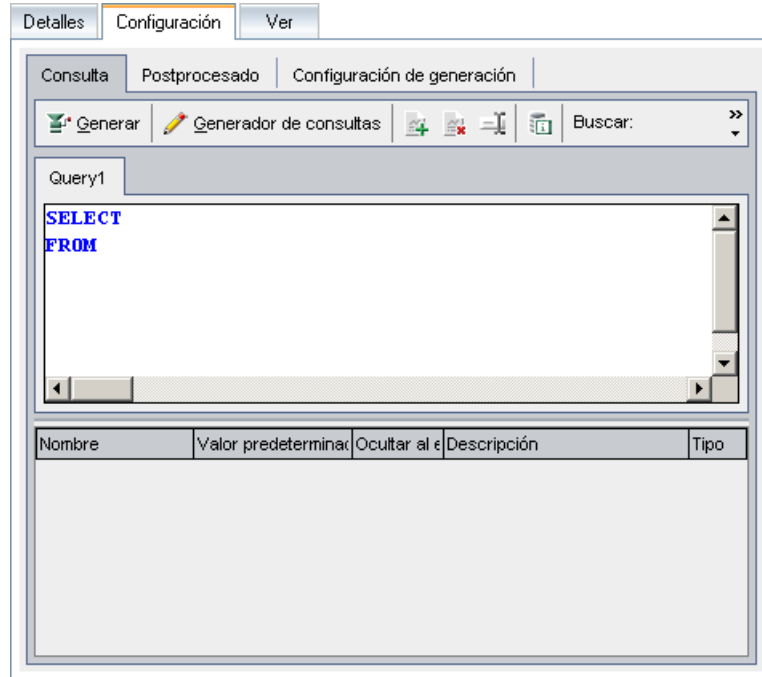 Detalles Configuración Ver
Consulta Postprocesado Configuración de generación
Generar Generador de consultas Buscar:
Query1
SELECT
FROM
Nombre Valor predeterminac Ocultar al e Descripción Tipo